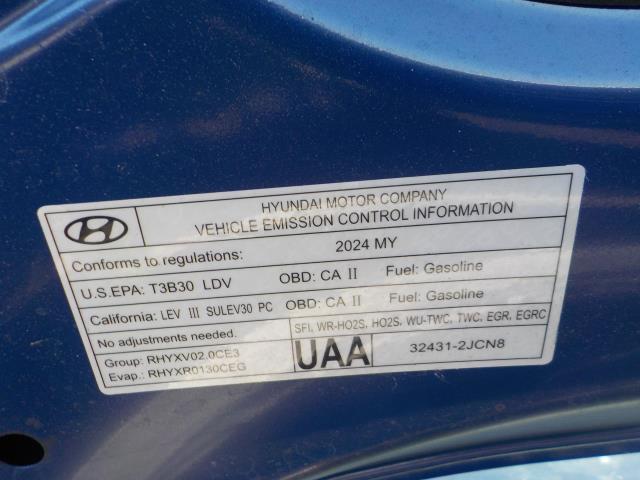 HYUNDAI MOTOR COMPANY
VEHICLE EMISSION CONTROL INFORMATION
Conforms to regulations: 2024 MY
U.S.EPA: T3B30 LDV OBD: CA II Fuel: Gasoline
California: LEV III SULEV30 PC OBD: CA II Fuel: Gasoline
No adjustments needed. SFI, WR-HO2S, HO2S, WU-TWC, TWC, EGR, EGRC
Group: RHYXV02.0CE3 UAA 32431-2JCN8
Evap.: RHYXR0130CEG